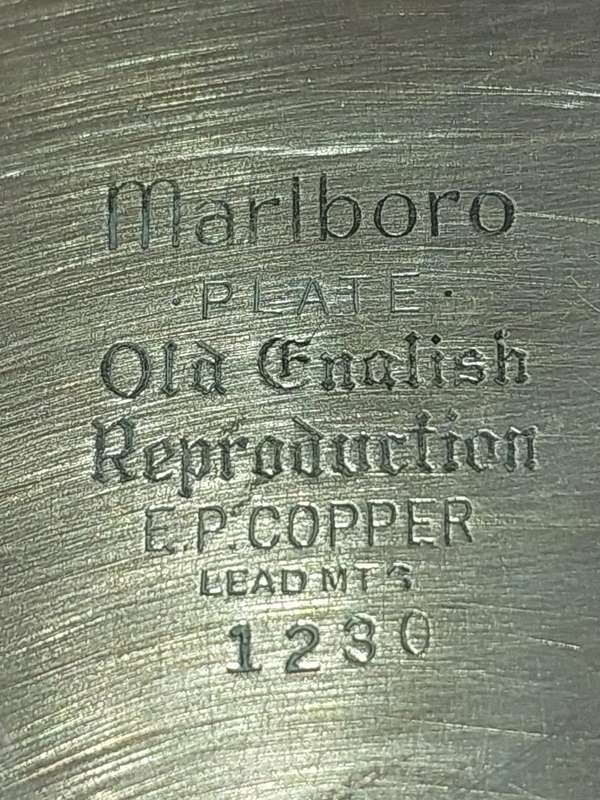 Marlboro
·PLATE·
Old English
Reproduction
E.P. COPPER
LEAD MTS
1230